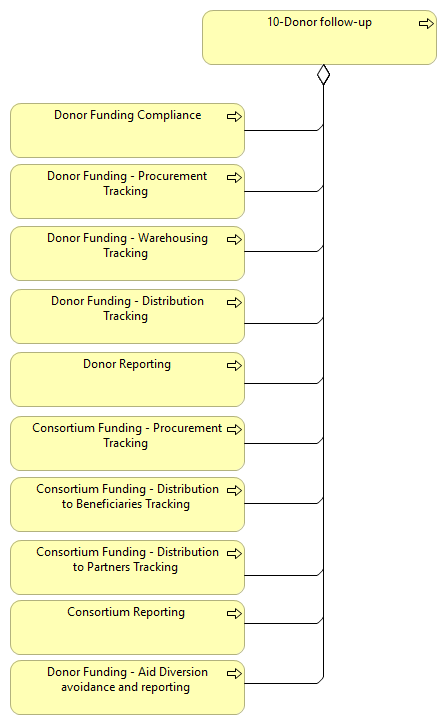 10-Donor follow-up
Donor Funding Compliance
Donor Funding - Procurement
Tracking
Donor Funding - Warehousing
Tracking
Donor Funding - Distribution
Tracking
Donor Reporting
Consortium Funding - Procurement
Tracking
Consortium Funding - Distribution
to Beneficiaries Tracking
Consortium Funding - Distribution
to Partners Tracking
Consortium Reporting
Donor Funding - Aid Diversion
avoidance and reporting